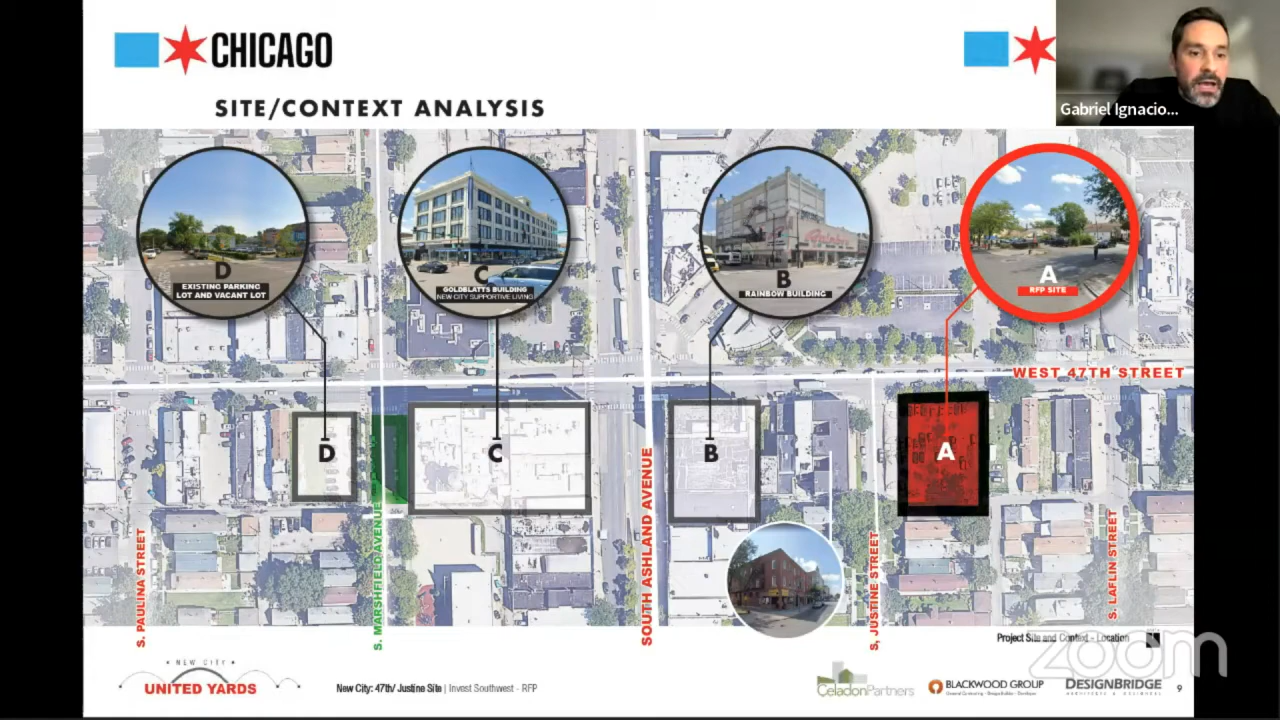 CHICAGO
Gabriel Ignacio...
SITE/CONTEXT ANALYSIS
D
EXISTING PARKING
LOT AND VACANT LOT
C
GOLDBLATTS BUILDING
NEW CITY SUPPORTIVE LIVING
B
RAINBOW BUILDING
A
RFP SITE
WEST 47TH STREET
D
C
B
A
S. PAULINA STREET
S. MARSHFIELD AVENUE
SOUTH ASHLAND AVENUE
S, JUSTINE STREET
S. LAFLIN STREET
Project Site and Context - Location
zoom
NEW CITY
UNITED YARDS
New City: 47th/ Justine Site | Invest Southwest - RFP
CeladonPartners
BLACKWOOD GROUP
DESIGNBRIDGE
9